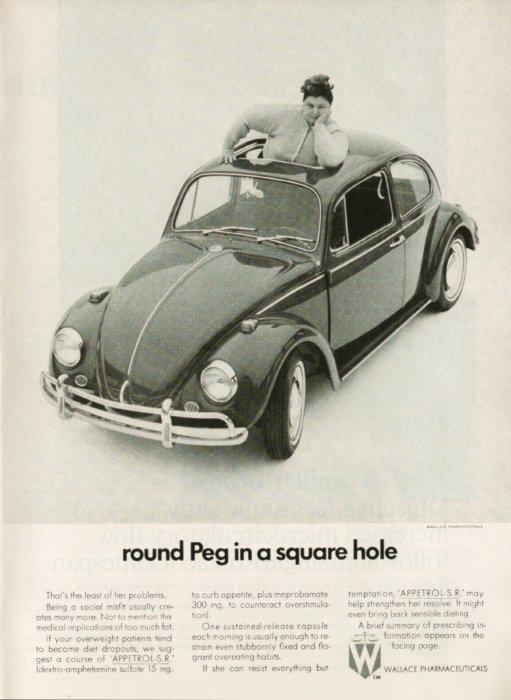 © WALLACE PHARMACEUTICALS
round Peg in a square hole
That's the least of her problems.
Being a social misfit usually cre-
ates many more. Not to mention the
medical implications of too much fat.
If your overweight patients tend
to become diet dropouts, we sug-
gest a course of 'APPETROL-S.R.'
(dextro-amphetamine sulfate 15 mg.
to curb appetite, plus meprobamate
300 mg. to counteract overstimula-
tion).
One sustained-release capsule
each morning is usually enough to re-
strain even stubbornly fixed and fla-
grant overeating habits.
If she can resist everything but
temptation, 'APPETROL-S.R.' may
help strengthen her resolve. It might
even bring back sensible dieting.
A brief summary of prescribing in-
formation appears on the
facing page.
W
TM
WALLACE PHARMACEUTICALS